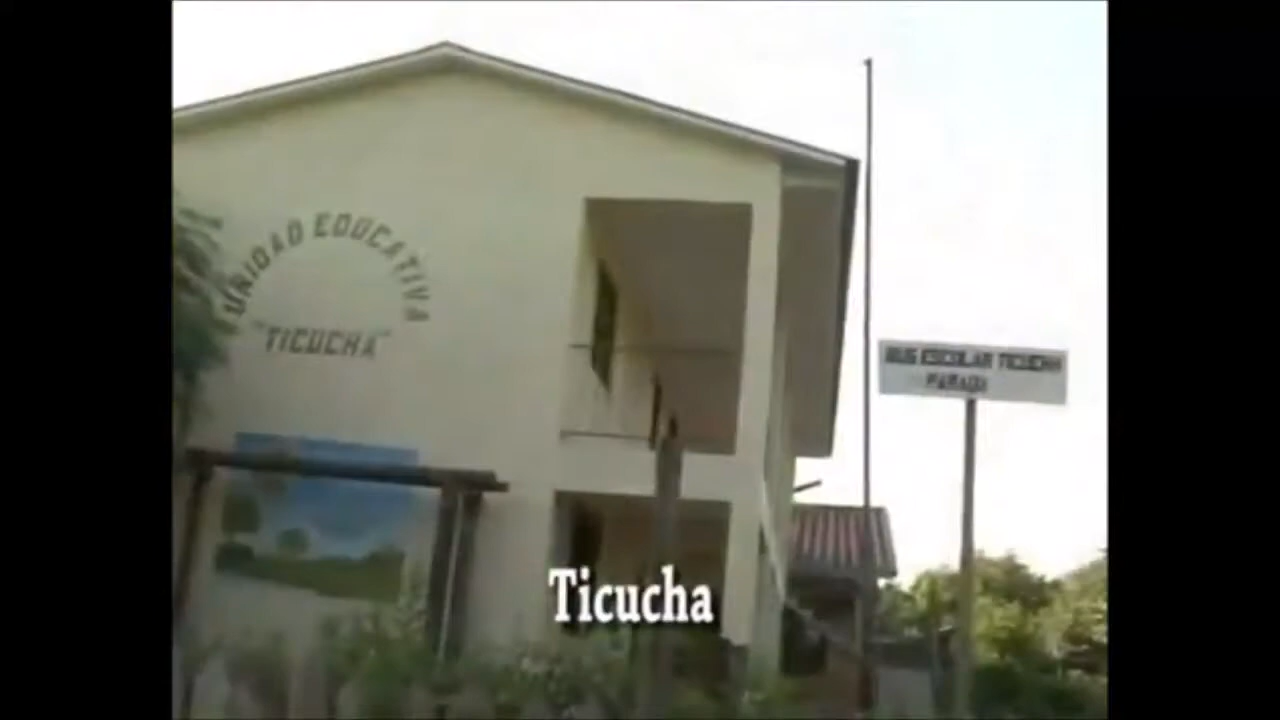 UNIDAD EDUCATIVA
"TICUCHA"
BUS ESCOLAR TICUCHA
PARADA
Ticucha